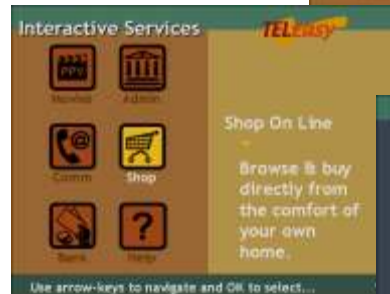 Interactive Services
TELeasy
PPV
Movies
Admin
Comm
Shop
Bank
Help
Shop On Line
Browse & buy
directly from
the comfort of
your own
home.
Use arrow-keys to navigate and OK to select...